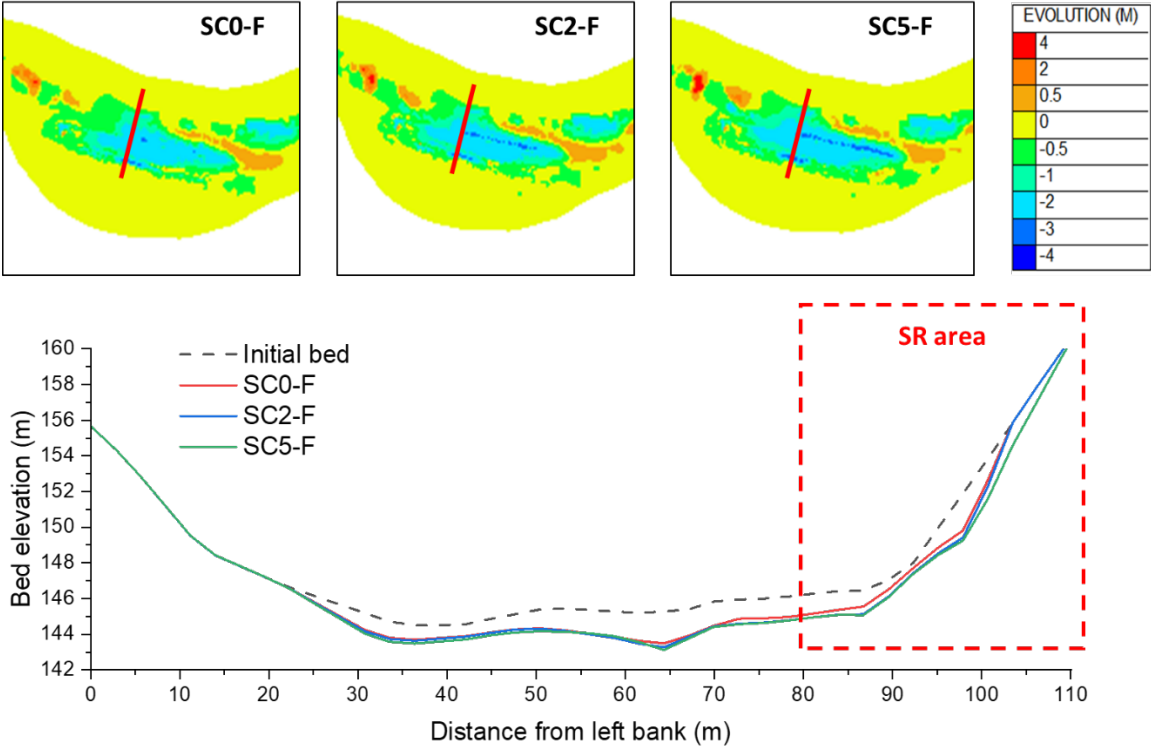 SC0-F
SC2-F
SC5-F
EVOLUTION (M)
4
2
0.5
0
-0.5
-1
-2
-3
-4
SR area
Initial bed
SC0-F
SC2-F
SC5-F
Bed elevation (m)
160
158
156
154
152
150
148
146
144
142
0 10 20 30 40 50 60 70 80 90 100 110
Distance from left bank (m)